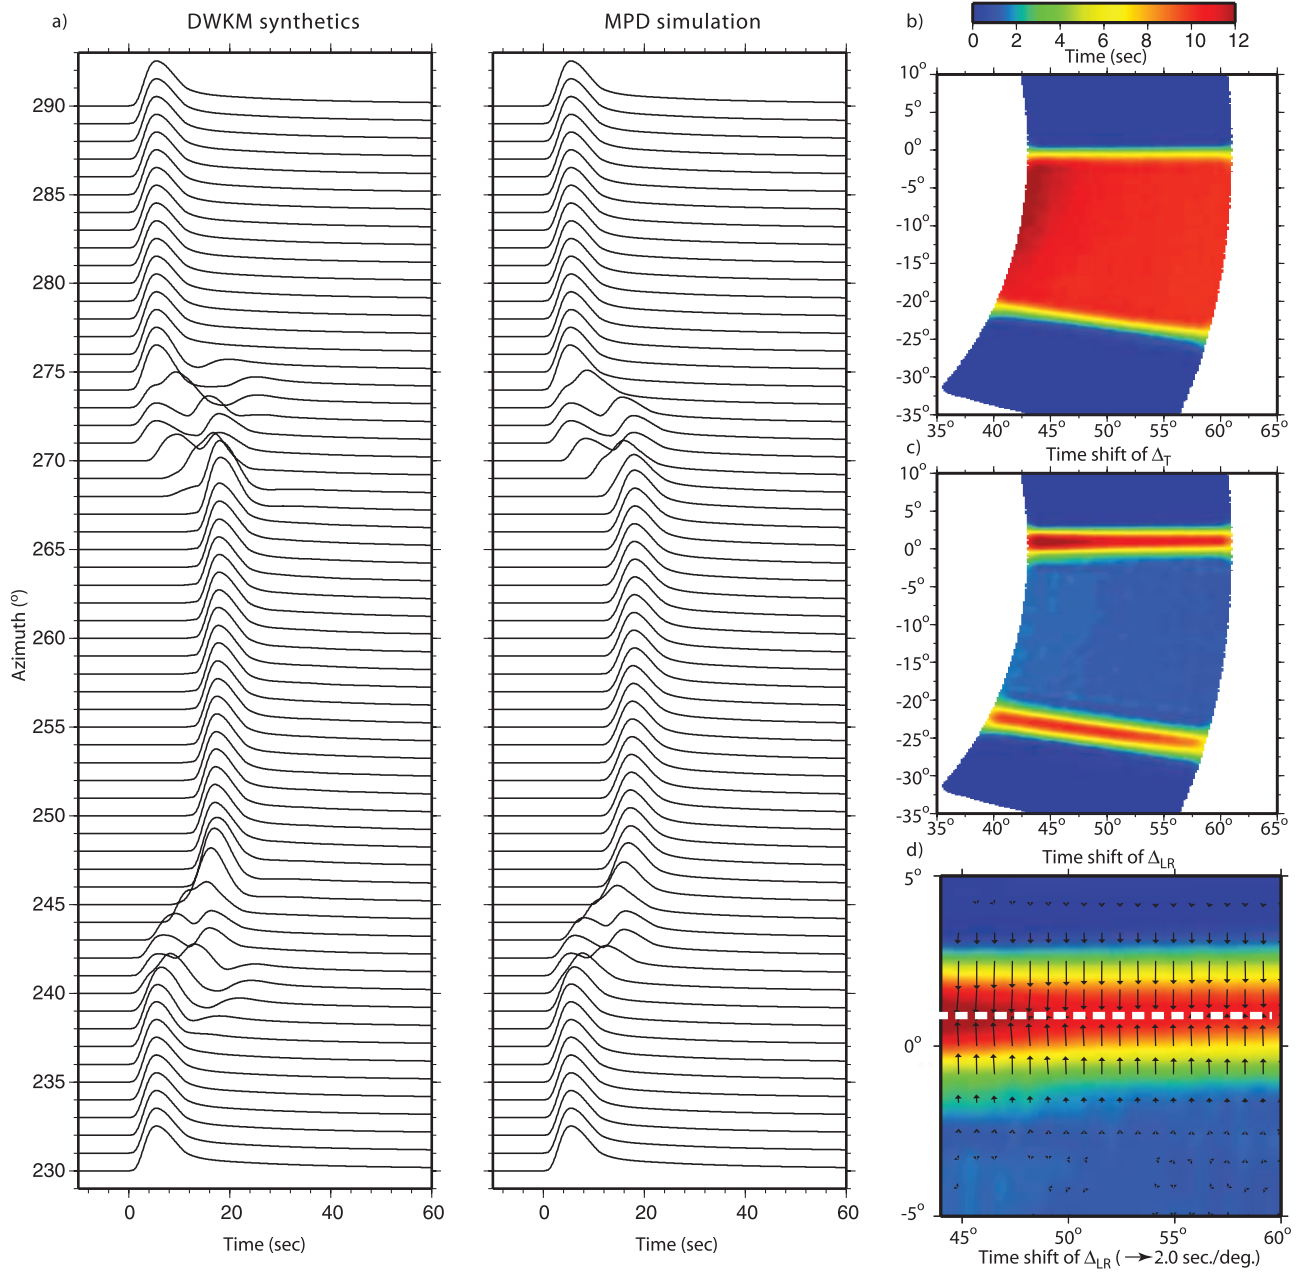 a)
DWKM synthetics
MPD simulation
b)
0 2 4 6 8 10 12
Time (sec)
290
285
280
275
270
265
260
255
250
245
240
235
230
Azimuth (°)
0 20 40 60
Time (sec)
0 20 40 60
Time (sec)
10°
5°
0°
-5°
-10°
-15°
-20°
-25°
-30°
-35°
35° 40° 45° 50° 55° 60° 65°
Time shift of ΔT
c)
10°
5°
0°
-5°
-10°
-15°
-20°
-25°
-30°
-35°
35° 40° 45° 50° 55° 60° 65°
Time shift of ΔLR
d)
5°
0°
-5°
45° 50° 55° 60°
Time shift of ΔLR ( → 2.0 sec./deg.)